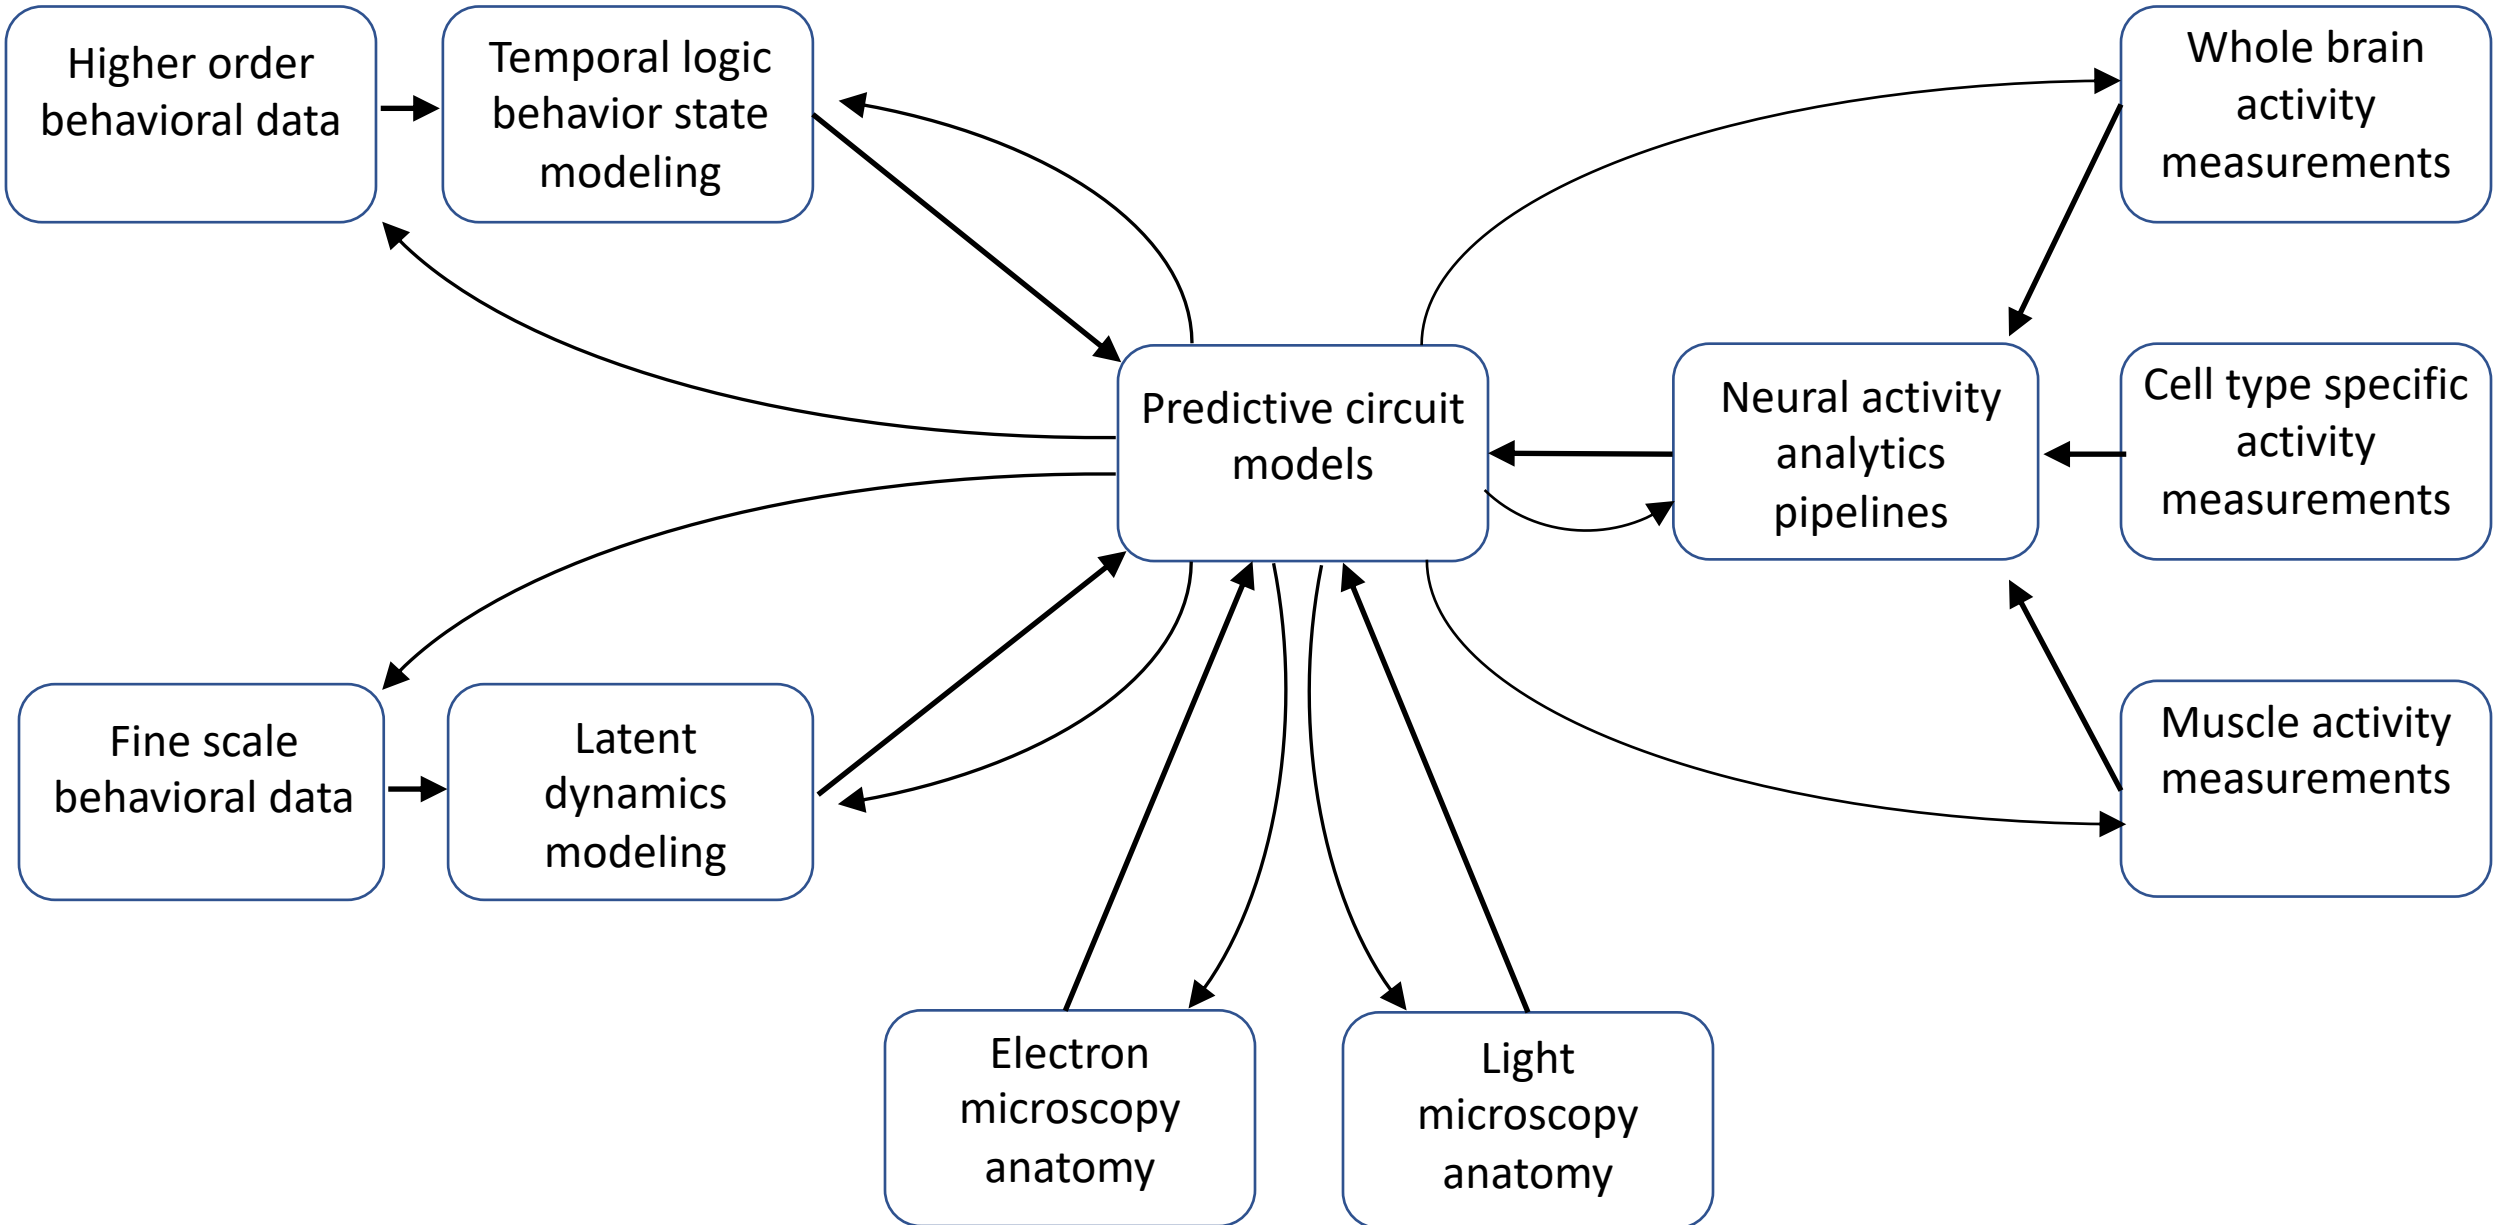 Higher order
behavioral data
Temporal logic
behavior state
modeling
Whole brain
activity
measurements
Predictive circuit
models
Neural activity
analytics
pipelines
Cell type specific
activity
measurements
Fine scale
behavioral data
Latent
dynamics
modeling
Muscle activity
measurements
Electron
microscopy
anatomy
Light
microscopy
anatomy